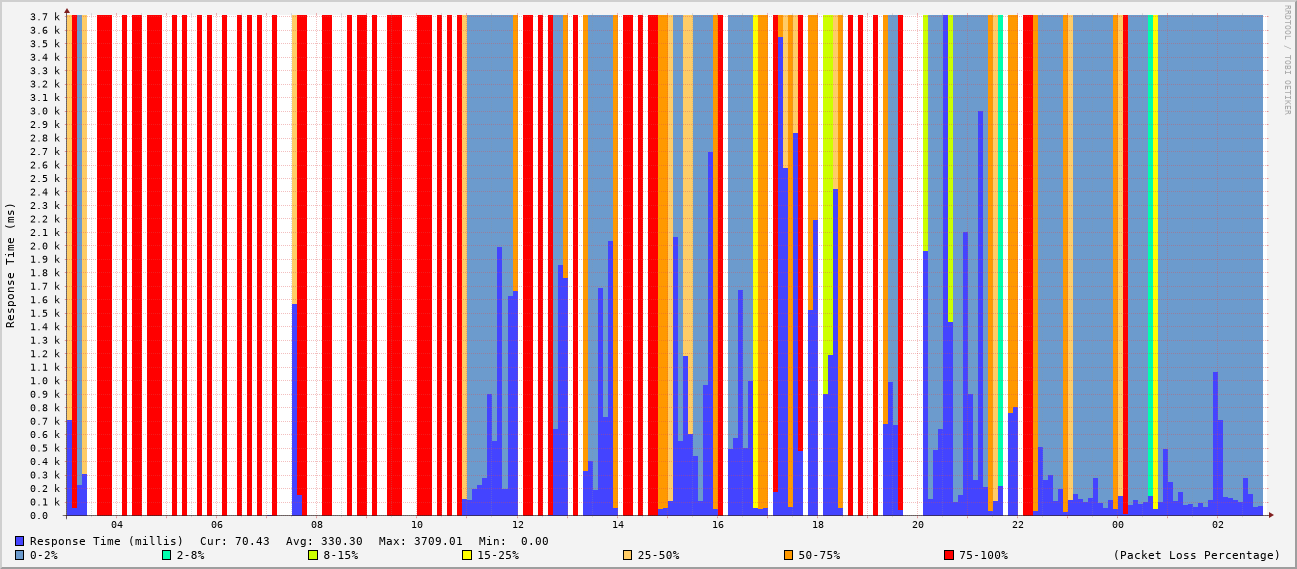 RRDTOOL / TOBI OETIKER
Response Time (ms)
3.7 k
3.6 k
3.5 k
3.4 k
3.3 k
3.2 k
3.1 k
3.0 k
2.9 k
2.8 k
2.7 k
2.6 k
2.5 k
2.4 k
2.3 k
2.2 k
2.1 k
2.0 k
1.9 k
1.8 k
1.7 k
1.6 k
1.5 k
1.4 k
1.3 k
1.2 k
1.1 k
1.0 k
0.9 k
0.8 k
0.7 k
0.6 k
0.5 k
0.4 k
0.3 k
0.2 k
0.1 k
0.0
04 06 08 10 12 14 16 18 20 22 00 02
Response Time (millis) Cur: 70.43 Avg: 330.30 Max: 3709.01 Min: 0.00
0-2% 2-8% 8-15% 15-25% 25-50% 50-75% 75-100% (Packet Loss Percentage)